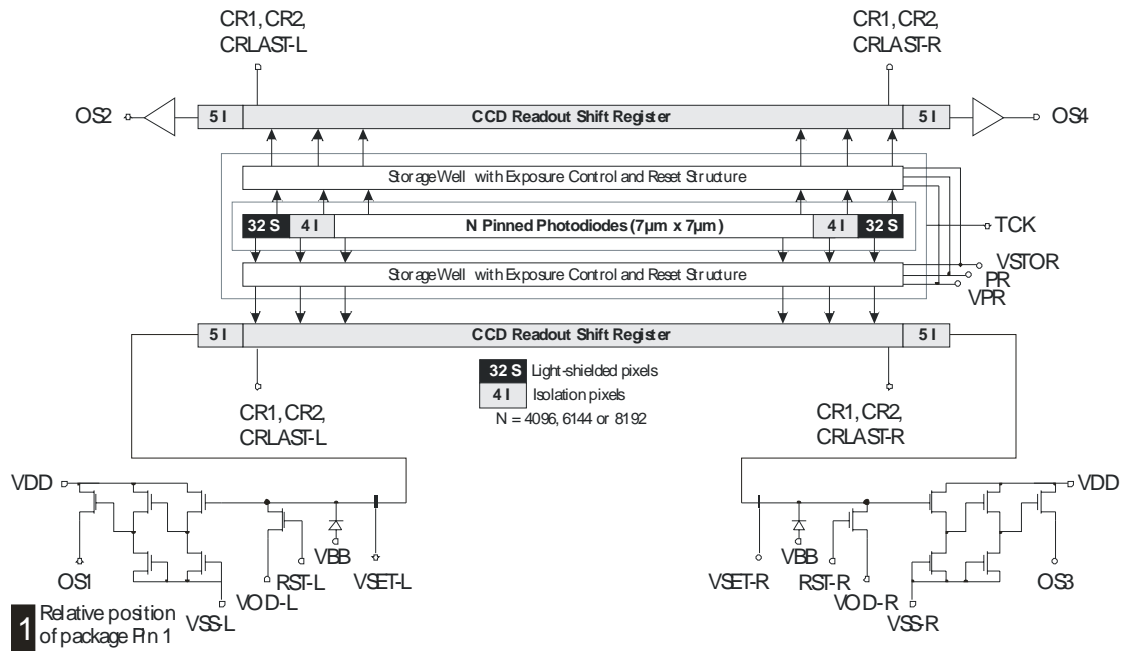 CR1, CR2,
CRLAST-L
CR1, CR2,
CRLAST-R
OS2
5 I
CCD Readout Shift Register
5 I
OS4
Storage Well with Exposure Control and Reset Structure
32 S
4 I
N Pinned Photodiodes (7µm x 7µm)
4 I
32 S
TCK
Storage Well with Exposure Control and Reset Structure
VSTOR
PR
VPR
5 I
CCD Readout Shift Register
5 I
32 S Light-shielded pixels
4 I Isolation pixels
N = 4096, 6144 or 8192
CR1, CR2,
CRLAST-L
CR1, CR2,
CRLAST-R
VDD
VDD
OS1
VSS-L
VOD-L
RST-L
VBB
VSET-L
VSET-R
VBB
RST-R
VOD-R
VSS-R
OS3
1 Relative position
of package Pin 1